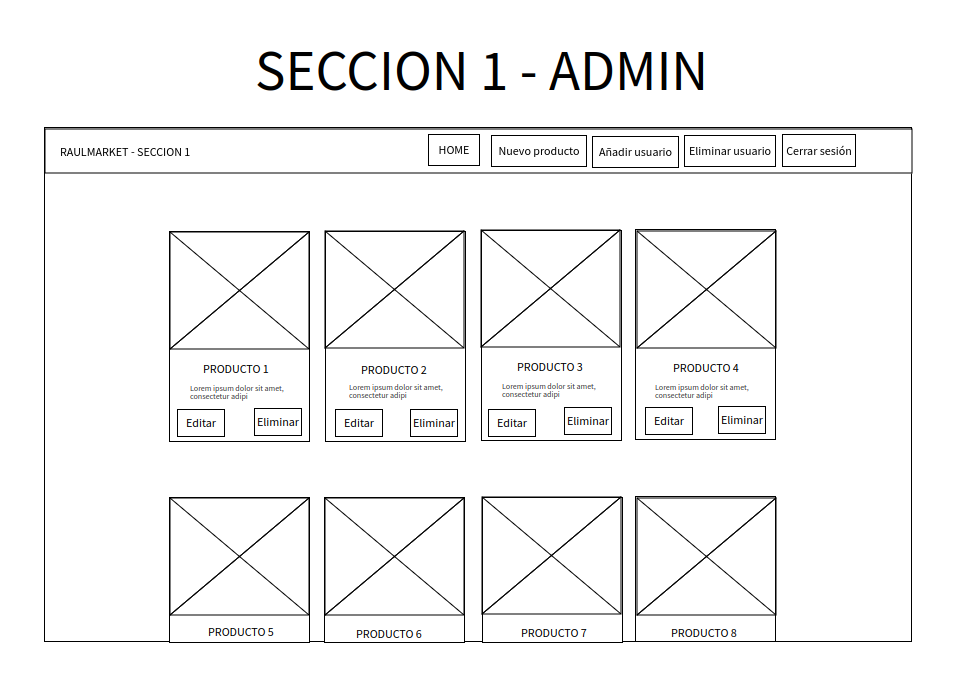 SECCION 1 - ADMIN
RAULMARKET - SECCION 1
HOME
Nuevo producto
Añadir usuario
Eliminar usuario
Cerrar sesión
PRODUCTO 1
Lorem ipsum dolor sit amet,
consectetur adipi
Editar
Eliminar
PRODUCTO 2
Lorem ipsum dolor sit amet,
consectetur adipi
Editar
Eliminar
PRODUCTO 3
Lorem ipsum dolor sit amet,
consectetur adipi
Editar
Eliminar
PRODUCTO 4
Lorem ipsum dolor sit amet,
consectetur adipi
Editar
Eliminar
PRODUCTO 5
PRODUCTO 6
PRODUCTO 7
PRODUCTO 8